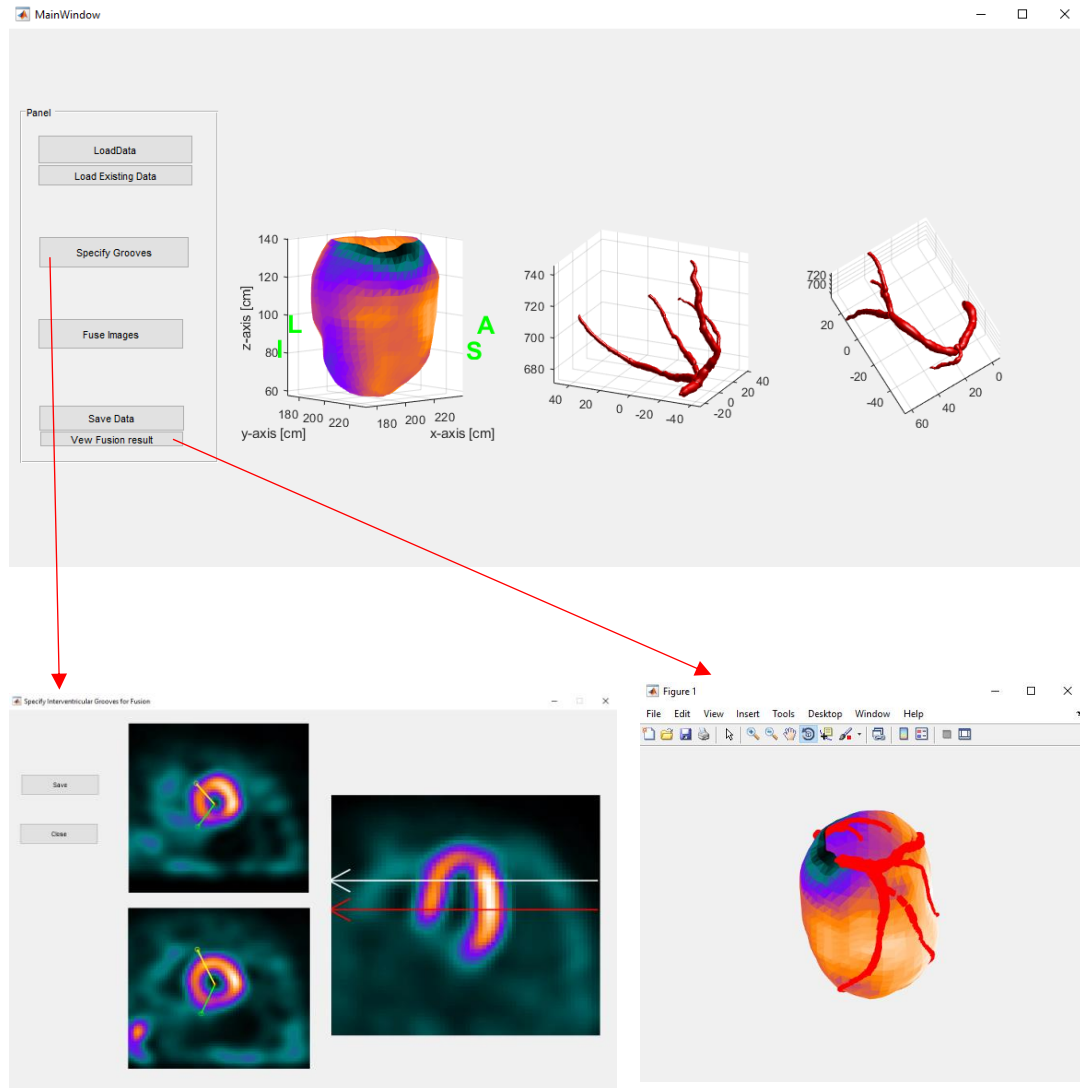 MainWindow
Panel
LoadData
Load Existing Data
Specify Grooves
Fuse Images
Save Data
Vew Fusion result
140
120
100
80
60
z-axis [cm]
L
I
A
S
180 200 220
180 200 220
y-axis [cm]
x-axis [cm]
740
720
700
680
40 20 0 -20 -40
-20 0 20 40
720
700
20
0
-20
-40
60
40
20
0
Specify Interventricular Grooves for Fusion
Save
Close
Figure 1
File Edit View Insert Tools Desktop Window Help